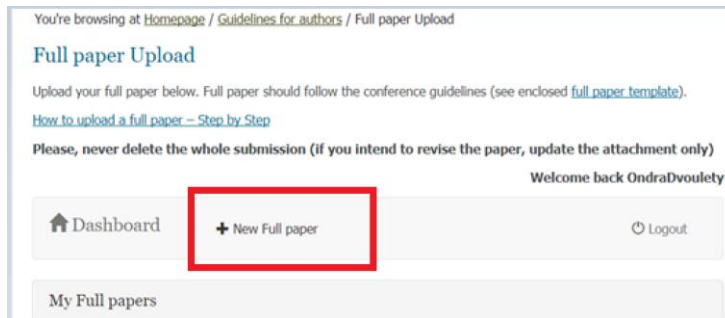 You're browsing at Homepage / Guidelines for authors / Full paper Upload
Full paper Upload
Upload your full paper below. Full paper should follow the conference guidelines (see enclosed full paper template).
How to upload a full paper – Step by Step
Please, never delete the whole submission (if you intend to revise the paper, update the attachment only)
Welcome back OndraDvoulety
Dashboard + New Full paper Logout
My Full papers